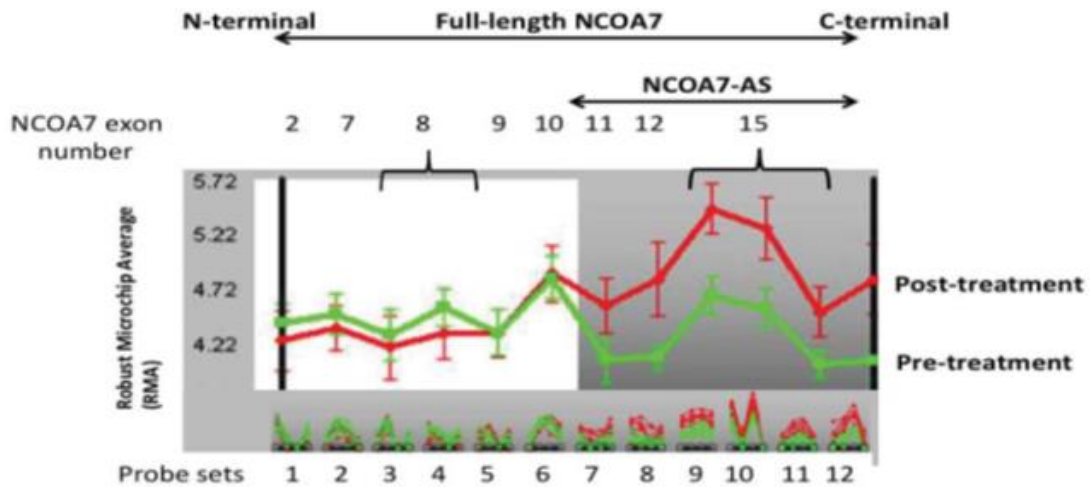 N-terminal Full-length NCOA7 C-terminal
NCOA7-AS
NCOA7 exon number 2 7 8 9 10 11 12 15
5.72
5.22
4.72
4.22
Robust Microchip Average (RMA)
Post-treatment
Pre-treatment
Probe sets 1 2 3 4 5 6 7 8 9 10 11 12